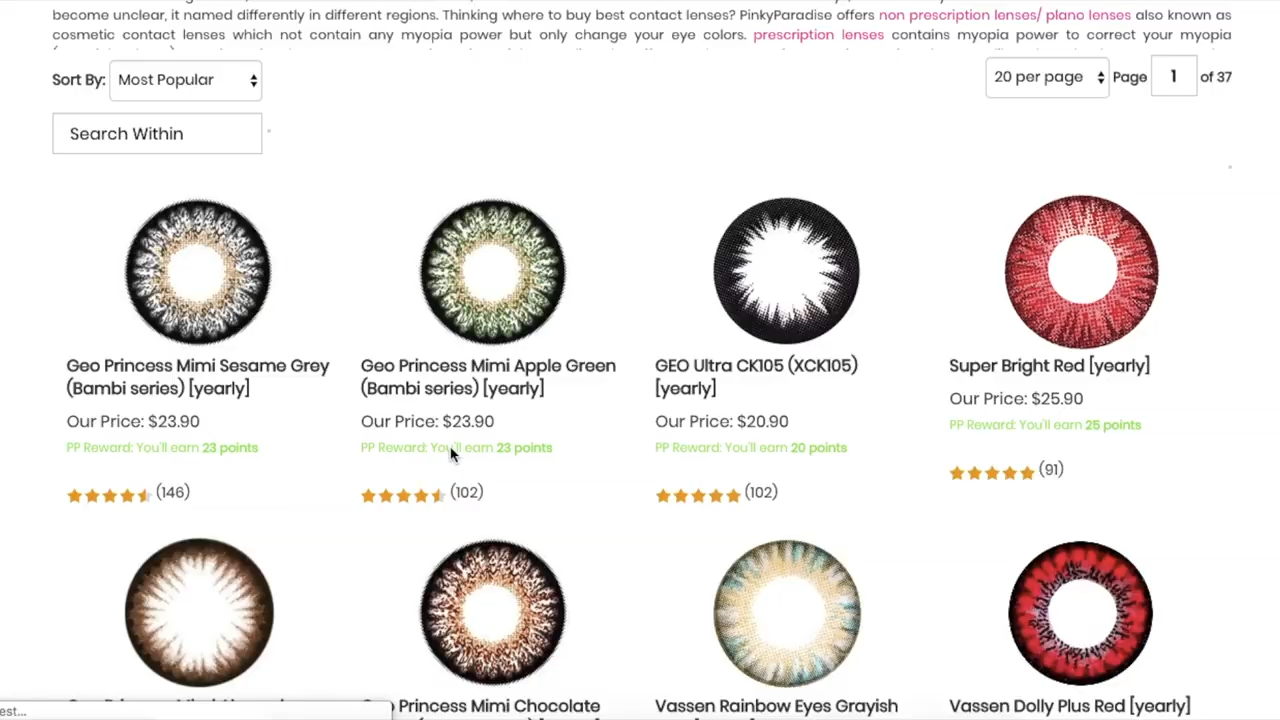 become unclear, it named differently in different regions. Thinking where to buy best contact lenses? PinkyParadise offers non prescription lenses/ plano lenses also known as
cosmetic contact lenses which not contain any myopia power but only change your eye colors. prescription lenses contains myopia power to correct your myopia
Sort By: Most Popular
20 per page Page 1 of 37
Search Within
Geo Princess Mimi Sesame Grey
(Bambi series) [yearly]
Our Price: $23.90
PP Reward: You'll earn 23 points
(146)
Geo Princess Mimi Apple Green
(Bambi series) [yearly]
Our Price: $23.90
PP Reward: You'll earn 23 points
(102)
GEO Ultra CK105 (XCK105)
[yearly]
Our Price: $20.90
PP Reward: You'll earn 20 points
(102)
Super Bright Red [yearly]
Our Price: $25.90
PP Reward: You'll earn 25 points
(91)
Princess Mimi Chocolate
Vassen Rainbow Eyes Grayish
Vassen Dolly Plus Red [yearly]
est...